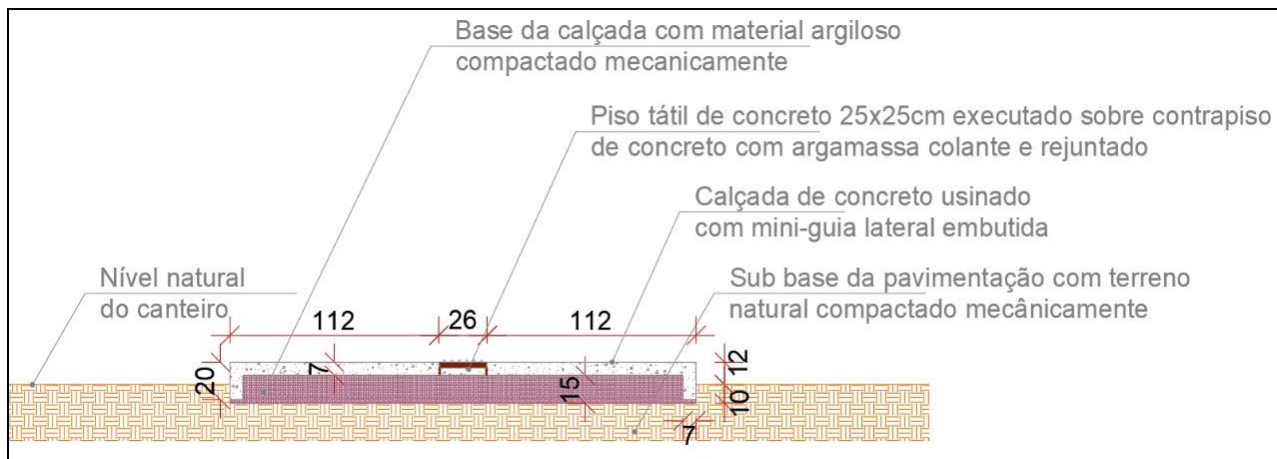 Base da calçada com material argiloso
compactado mecanicamente
Piso tátil de concreto 25x25cm executado sobre contrapiso
de concreto com argamassa colante e rejuntado
Calçada de concreto usinado
com mini-guia lateral embutida
Nível natural
do canteiro
Sub base da pavimentação com terreno
natural compactado mecânicamente
112
26
112
20
7
15
12
10
7